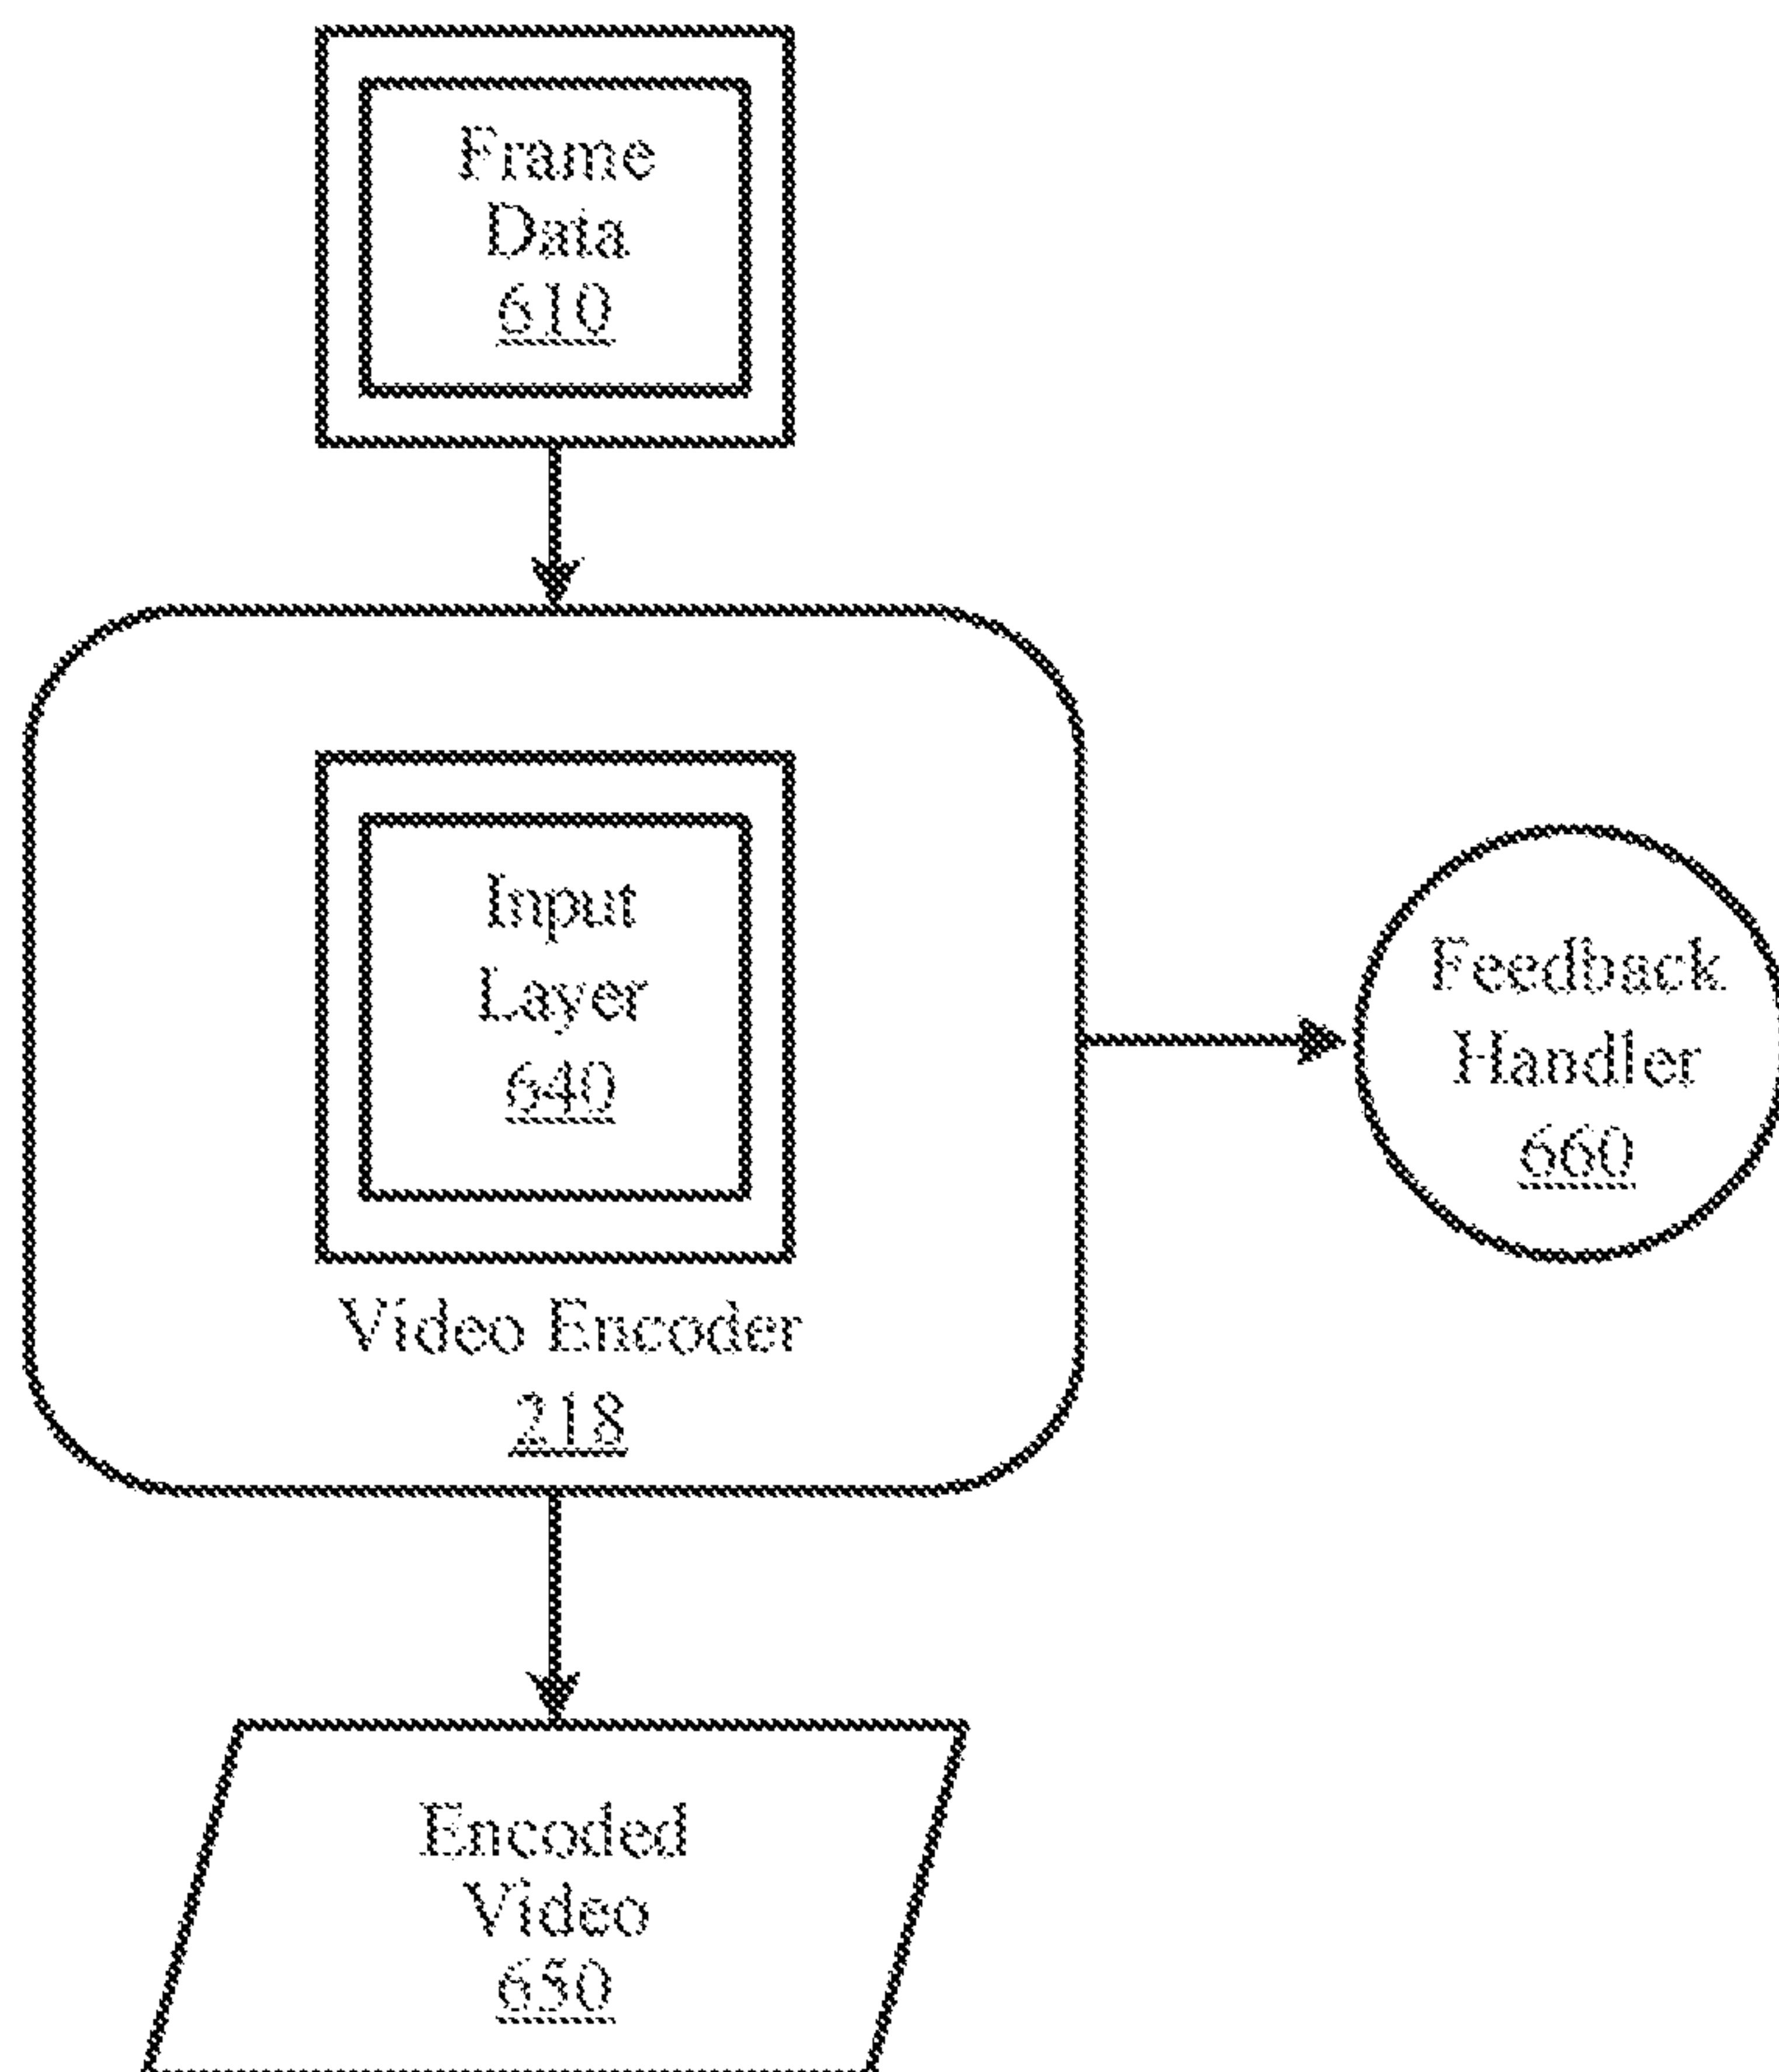 Frame
Data
610
Input
Layer
640
Video Encoder
218
Feedback
Handler
660
Encoded
Video
650